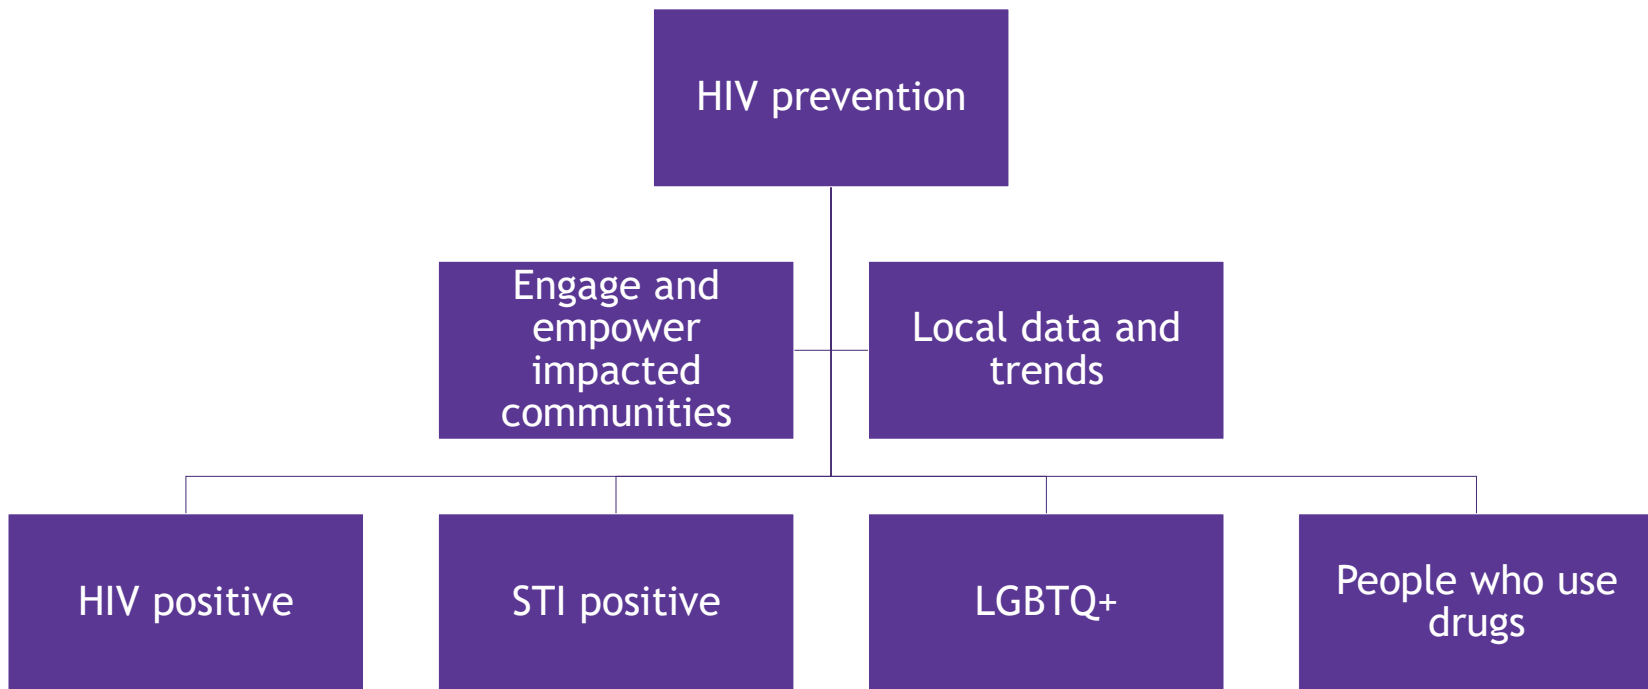 HIV prevention
Engage and
empower
impacted
communities
Local data and
trends
HIV positive
STI positive
LGBTQ+
People who use
drugs